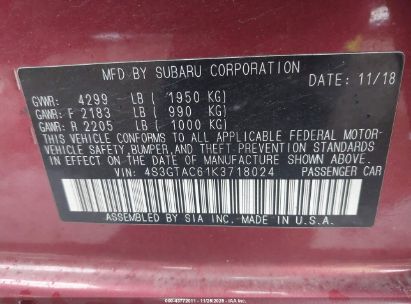 MFD BY SUBARU CORPORATION
DATE: 11/18
GVWR: 4299 LB ( 1950 KG)
GAWR: F 2183 LB ( 990 KG)
GAWR: R 2205 LB ( 1000 KG)
THIS VEHICLE CONFORMS TO ALL APPLICABLE FEDERAL MOTOR-
VEHICLE SAFETY, BUMPER, AND THEFT PREVENTION STANDARDS
IN EFFECT ON THE DATE OF MANUFACTURE SHOWN ABOVE.
VIN: 4S3GTAC61K3718024 PASSENGER CAR
ASSEMBLED BY SIA INC. MADE IN U.S.A.